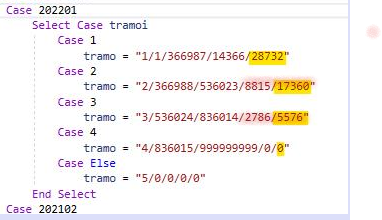 Case 202201
Select Case tramoi
Case 1
tramo = "1/1/366987/14366/28732"
Case 2
tramo = "2/366988/536023/8815/17360"
Case 3
tramo = "3/536024/836014/2786/5576"
Case 4
tramo = "4/836015/999999999/0/0"
Case Else
tramo = "5/0/0/0/0"
End Select
Case 202102